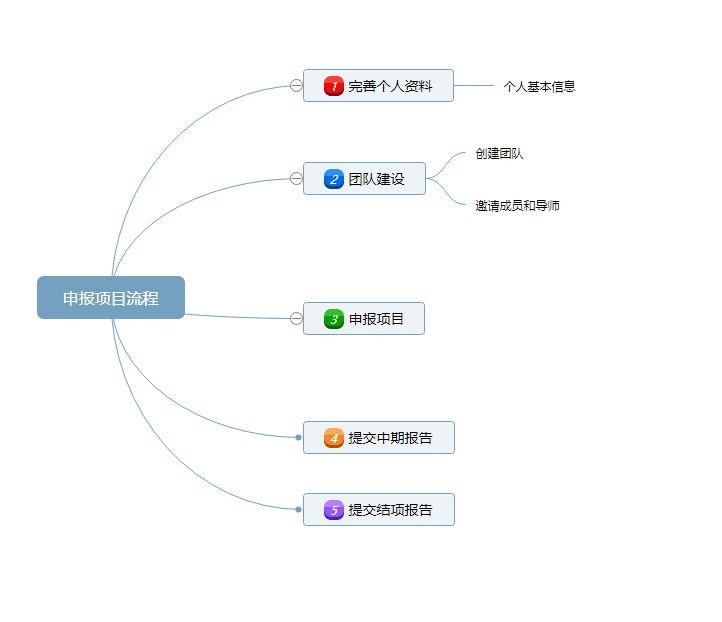 申报项目流程
1 完善个人资料
个人基本信息
2 团队建设
创建团队
邀请成员和导师
3 申报项目
4 提交中期报告
5 提交结项报告